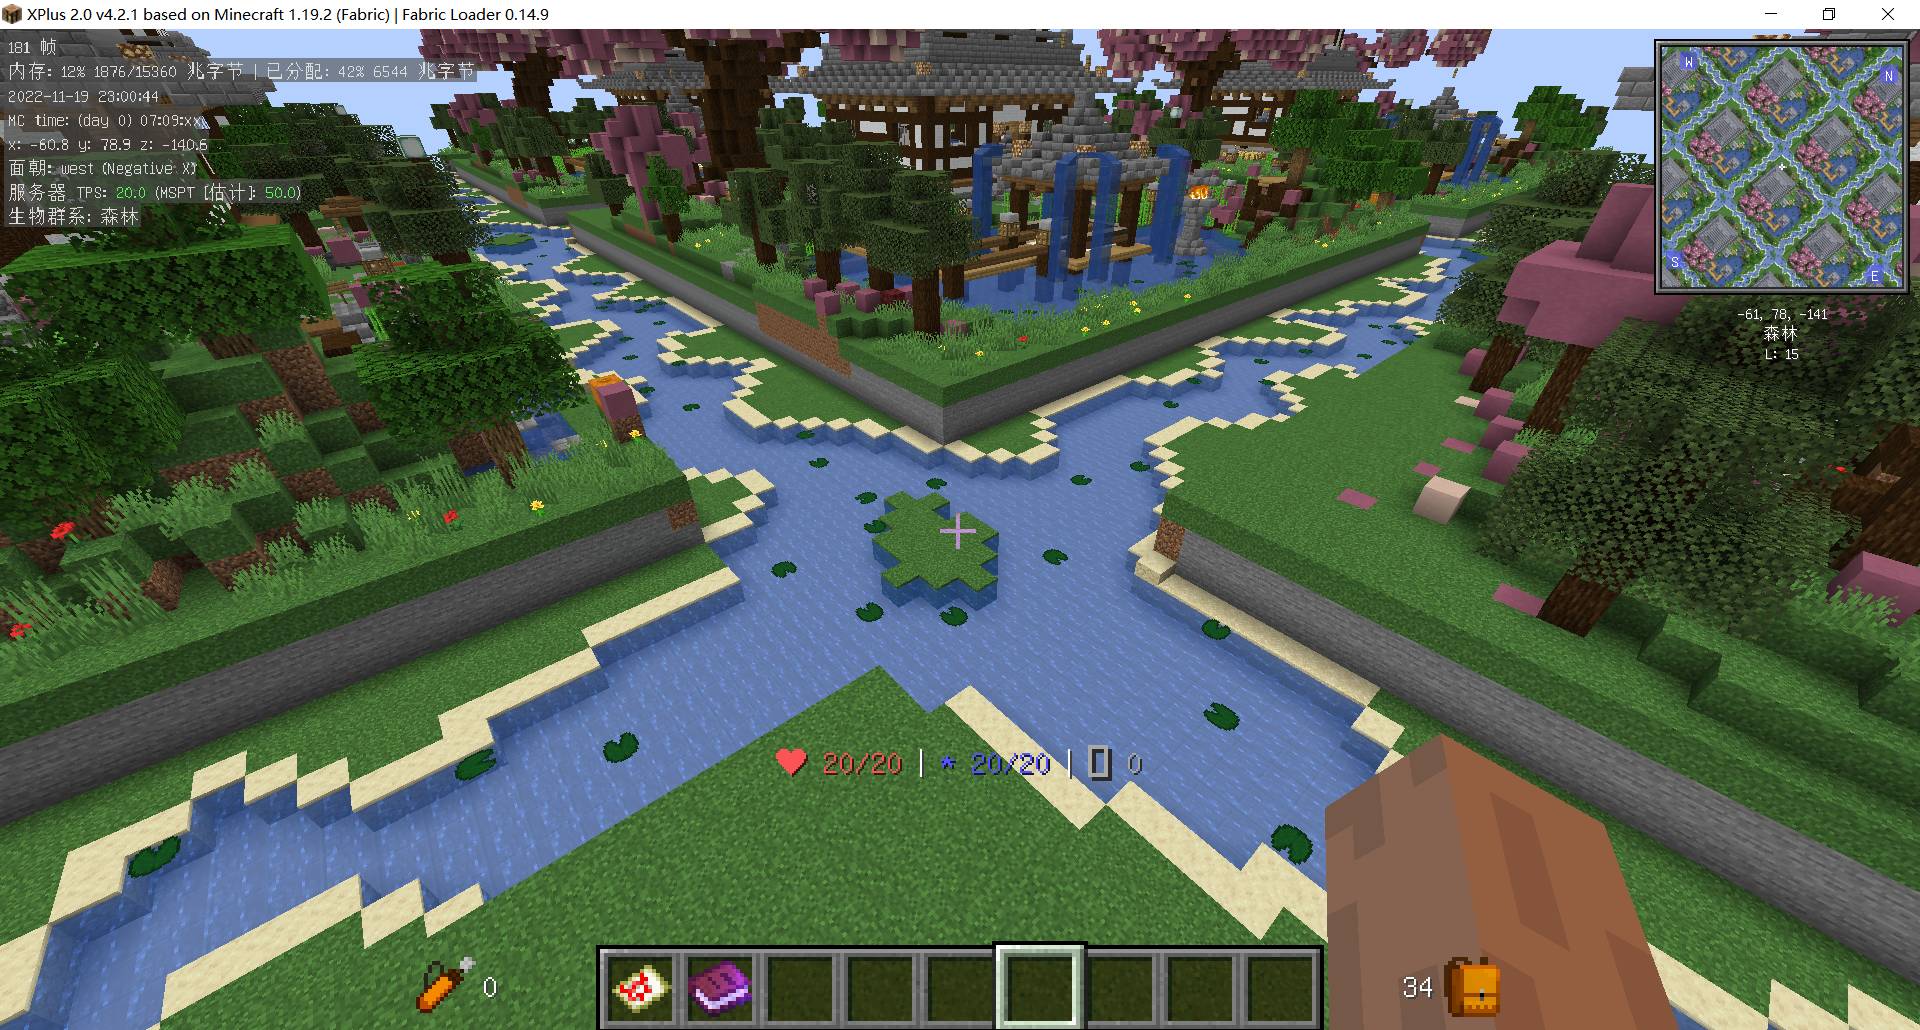 XPlus 2.0 v4.2.1 based on Minecraft 1.19.2 (Fabric) | Fabric Loader 0.14.9
181 帧
内存: 12% 1876/15360 兆字节 | 已分配: 42% 6544 兆字节
2022-11-19 23:00:44
MC time: (day 0) 07:09:xx
x: -60.8 y: 78.9 z: -140.6
面朝: west (Negative X)
服务器 TPS: 20.0 (MSPT [估计]: 50.0)
生物群系: 森林
W
N
S
E
-61, 78, -141
森林
L: 15
20/20 | * 20/20 | 0
0
34